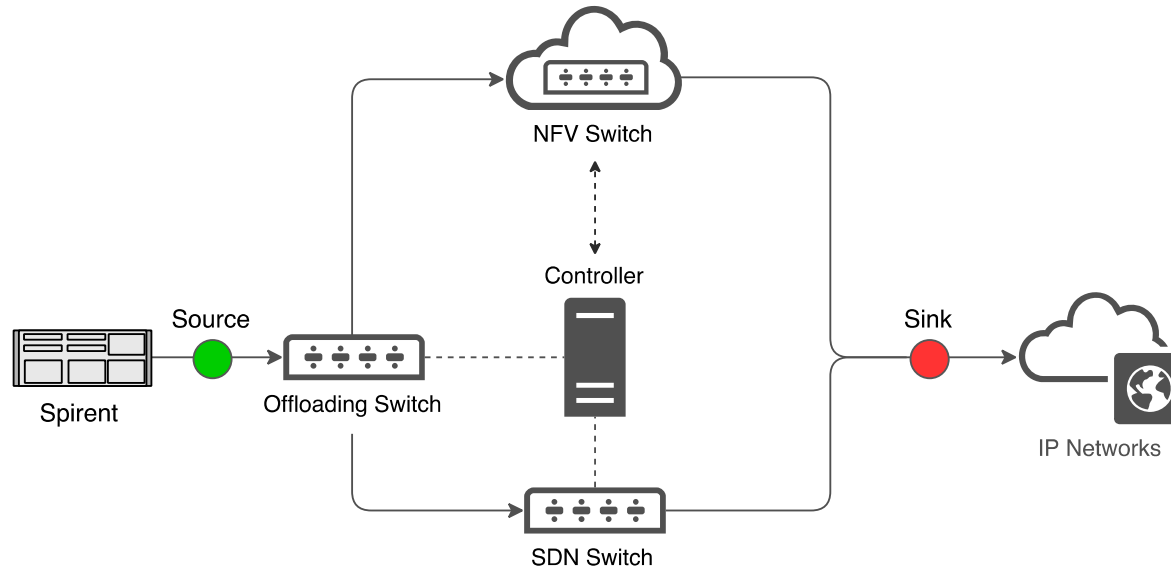 NFV Switch
Controller
Source
Sink
Offloading Switch
Spirent
IP Networks
SDN Switch